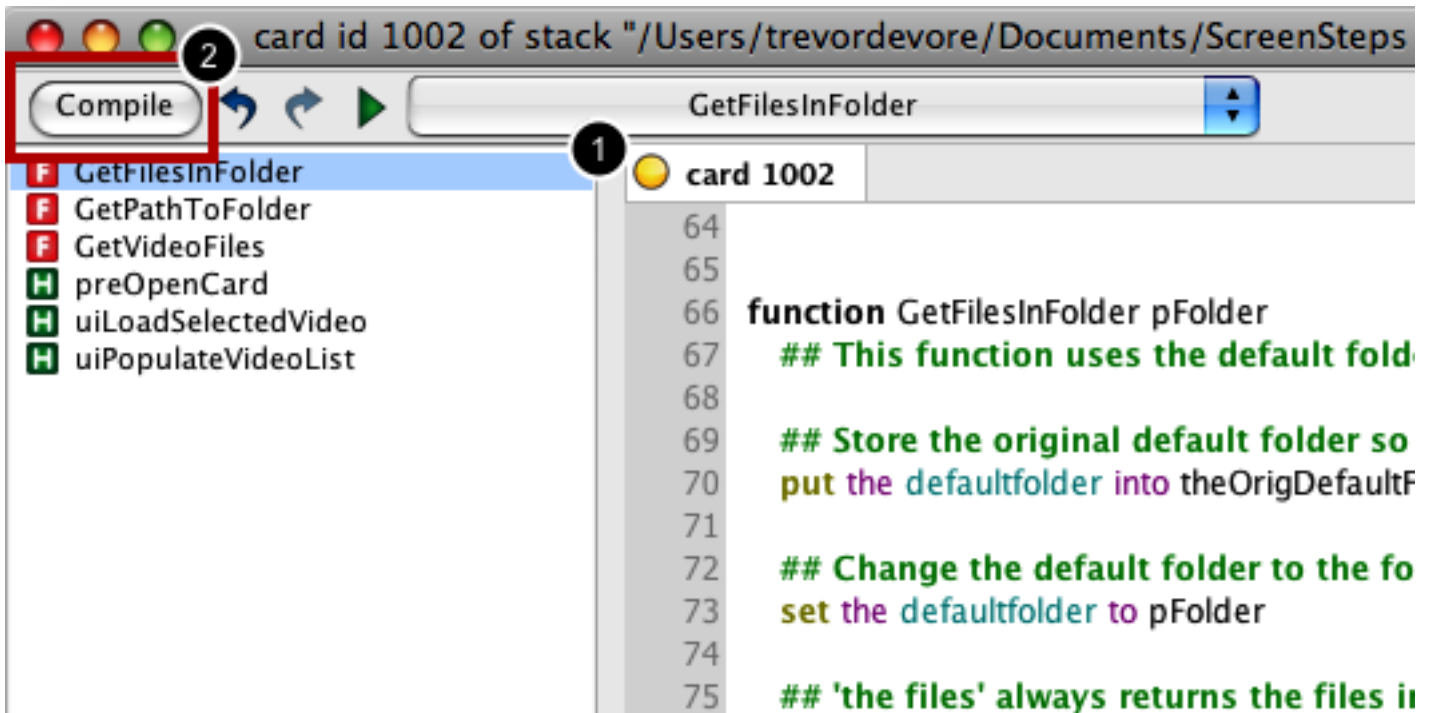 card id 1002 of stack "/Users/trevordevore/Documents/ScreenSteps
2
Compile
GetFilesInFolder
1
F GetFilesInFolder
F GetPathToFolder
F GetVideoFiles
H preOpenCard
H uiLoadSelectedVideo
H uiPopulateVideoList
card 1002
64
65
66 function GetFilesInFolder pFolder
67 ## This function uses the default
68
69 ## Store the original default folder so
70 put the defaultfolder into
71
72 ## Change the default folder to the
73 set the defaultfolder to pFolder
74
75 ## 'the files' always returns the files